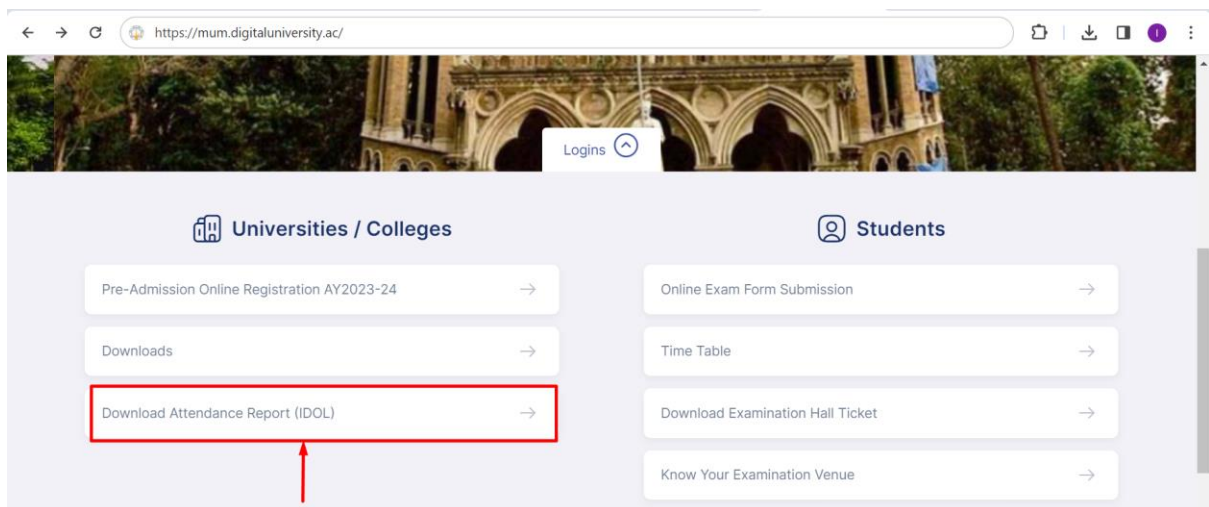 https://mum.digitaluniversity.ac/
I
Logins
Universities / Colleges
Pre-Admission Online Registration AY2023-24
Downloads
Download Attendance Report (IDOL)
Students
Online Exam Form Submission
Time Table
Download Examination Hall Ticket
Know Your Examination Venue